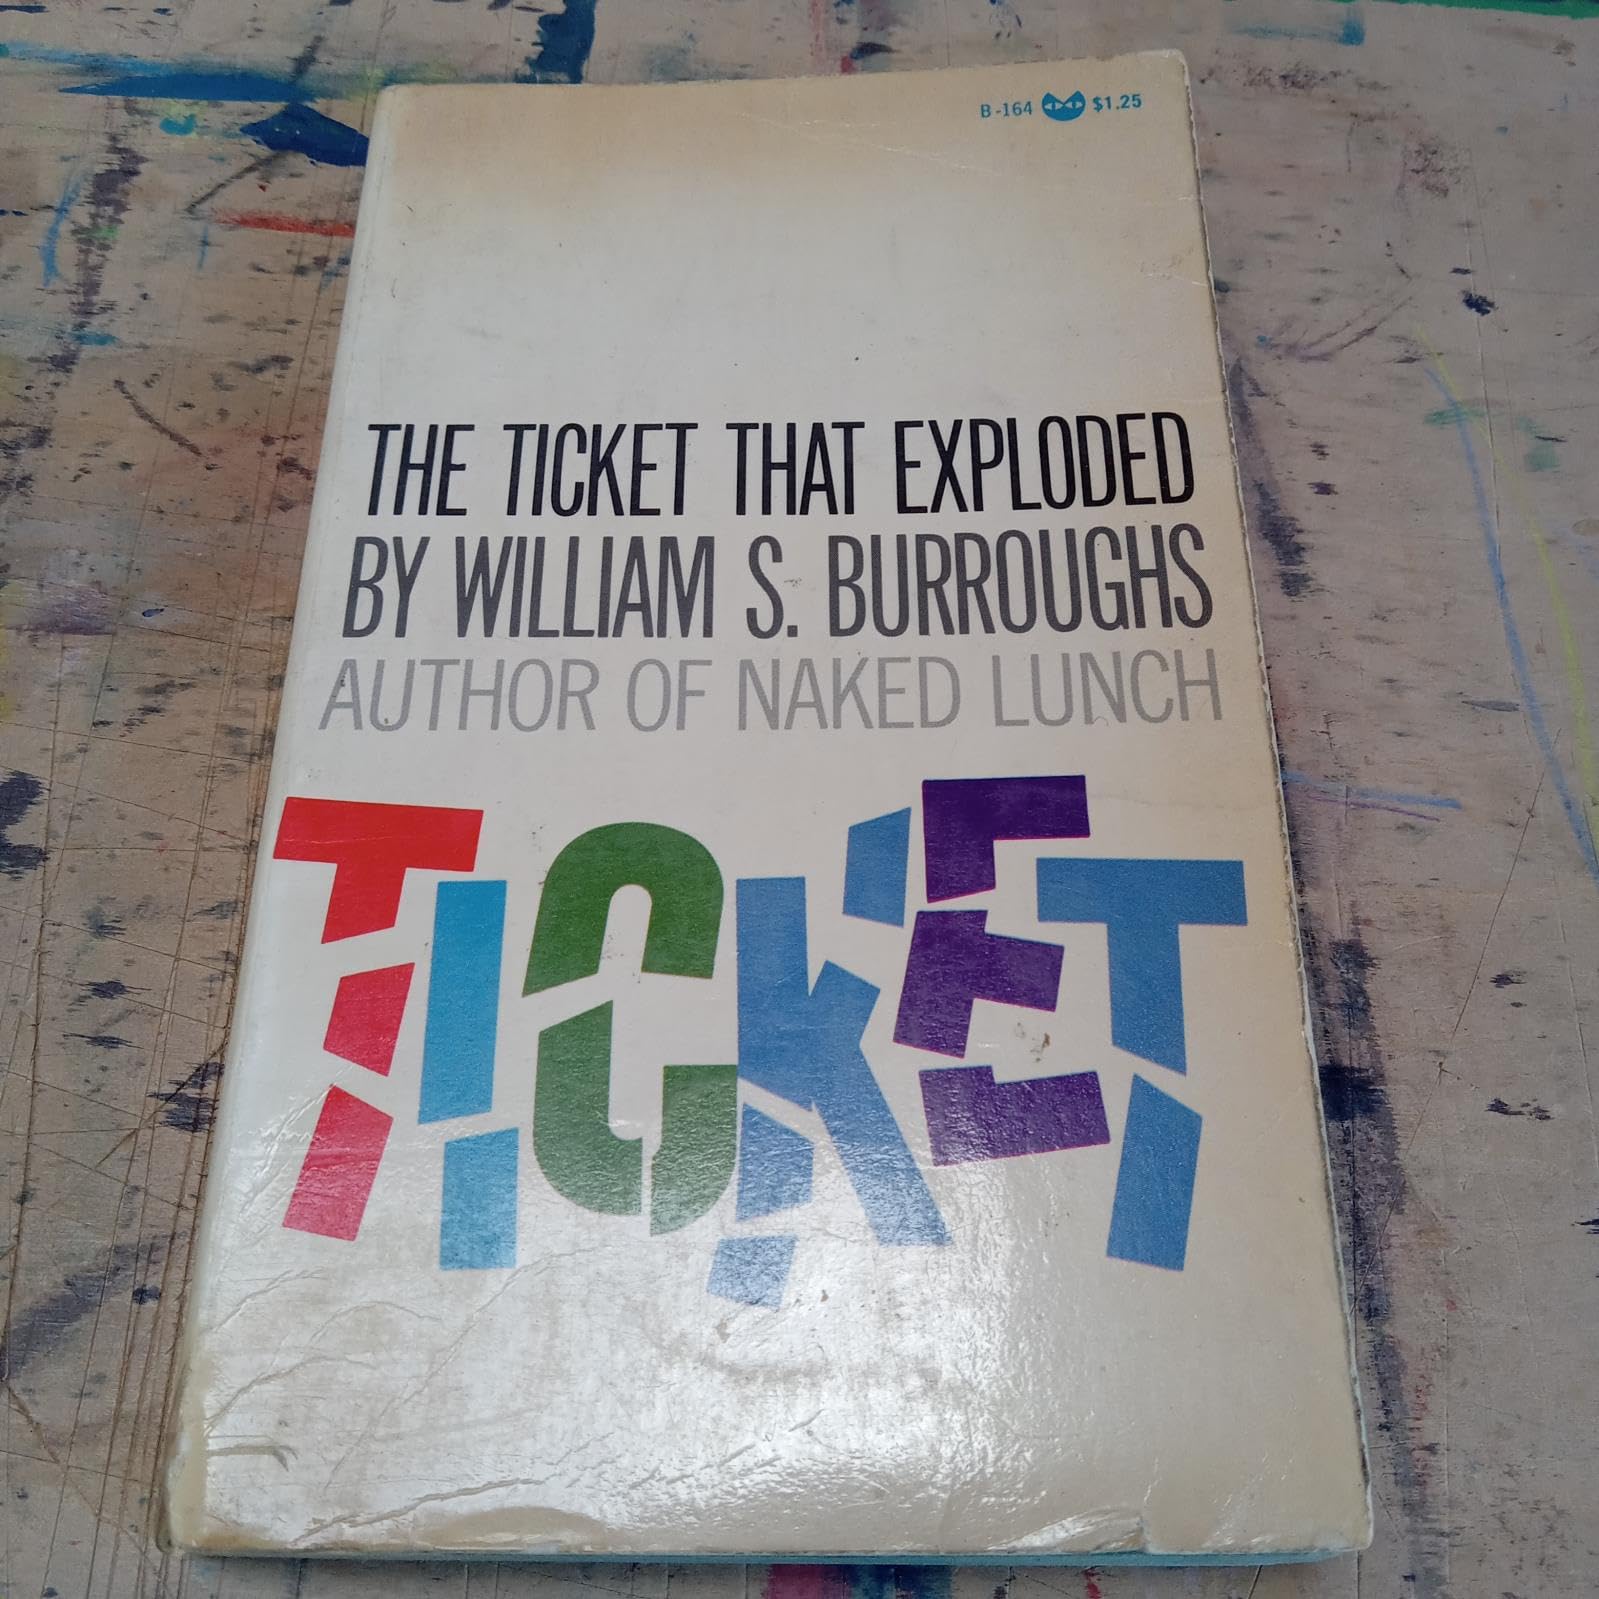 B-164 $1.25
THE TICKET THAT EXPLODED
BY WILLIAM S. BURROUGHS
AUTHOR OF NAKED LUNCH
TICKET